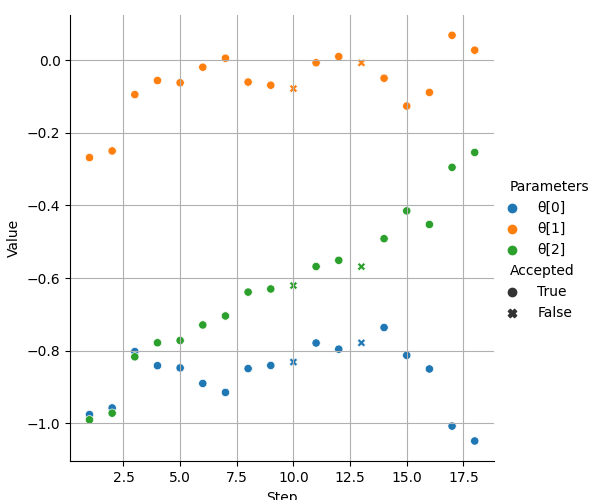 0.0
−0.2
−0.4
−0.6
−0.8
−1.0
Value
2.5 5.0 7.5 10.0 12.5 15.0 17.5
Step
Parameters
θ[0]
θ[1]
θ[2]
Accepted
True
False